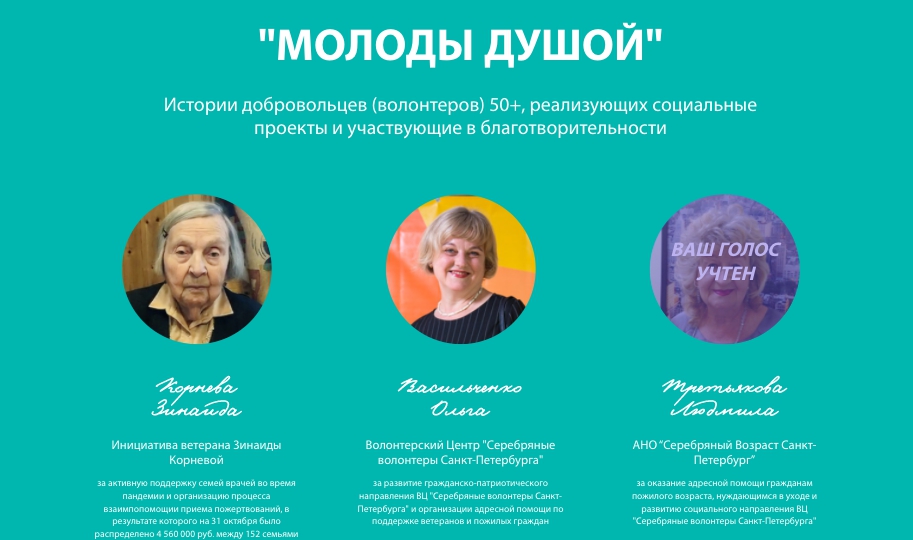 "МОЛОДЫ ДУШОЙ"
Истории добровольцев (волонтеров) 50+, реализующих социальные
проекты и участвующие в благотворительности
ВАШ ГОЛОС
УЧТЕН
Корнева
Зинаида
Васильченко
Ольга
Третьякова
Людмила
Инициатива ветерана Зинаиды
Корневой
за активную поддержку семей врачей во время
пандемии и организацию процесса
взаимпопомощи приема пожертвований, в
результате которого на 31 октября было
распределено 4 560 000 руб. между 152 семьями
Волонтерский Центр "Серебряные
волонтеры Санкт-Петербурга"
за развитие гражданско-патриотического
направления ВЦ "Серебряные волонтеры Санкт-
Петербурга" и организации адресной помощи по
поддержке ветеранов и пожилых граждан
АНО "Серебряный Возраст Санкт-
Петербург"
за оказание адресной помощи гражданам
пожилого возраста, нуждающимся в уходе и
развитию социального направления ВЦ
"Серебряные волонтеры Санкт-Петербурга"